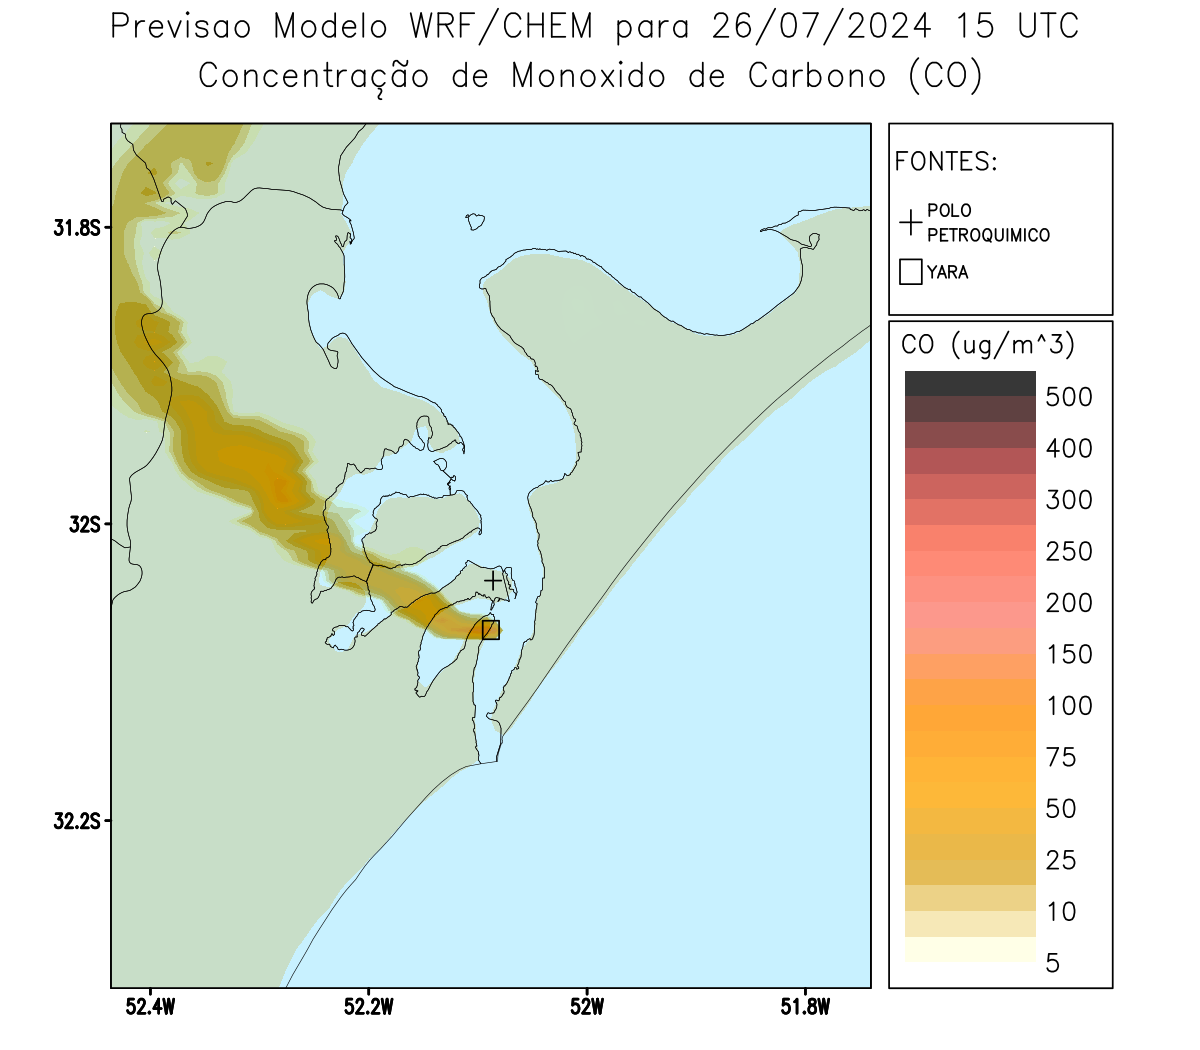 Previsao Modelo WRF/CHEM para 26/07/2024 15 UTC
Concentração de Monoxido de Carbono (CO)
FONTES:
POLO
PETROQUIMICO
YARA
31.8S
32S
32.2S
52.4W
52.2W
52W
51.8W
CO (ug/m^3)
500
400
300
250
200
150
100
75
50
25
10
5